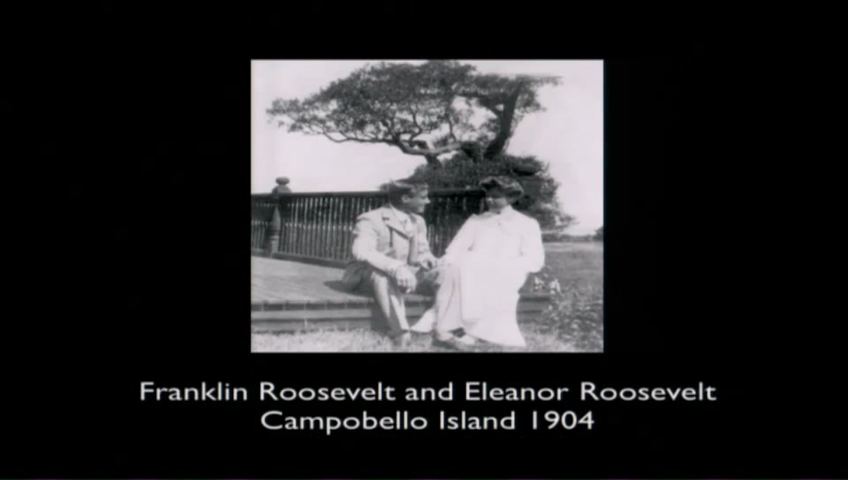 Franklin Roosevelt and Eleanor Roosevelt
Campobello Island 1904